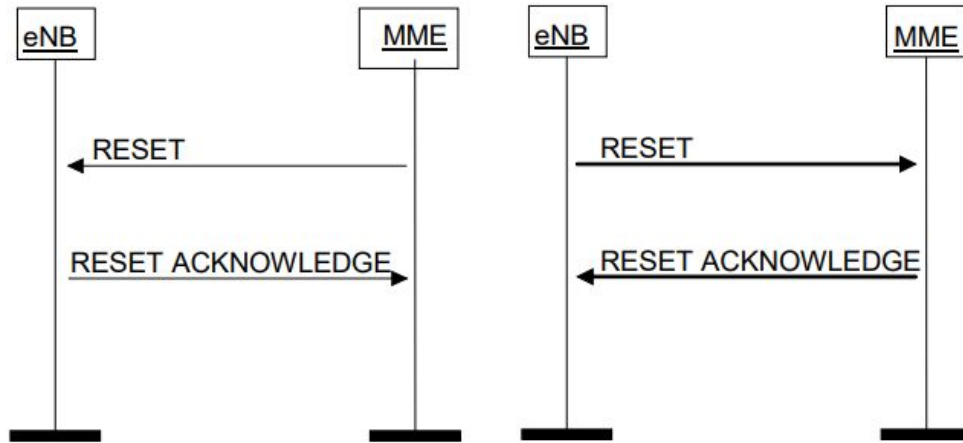 eNB
MME
RESET
RESET ACKNOWLEDGE
eNB
MME
RESET
RESET ACKNOWLEDGE